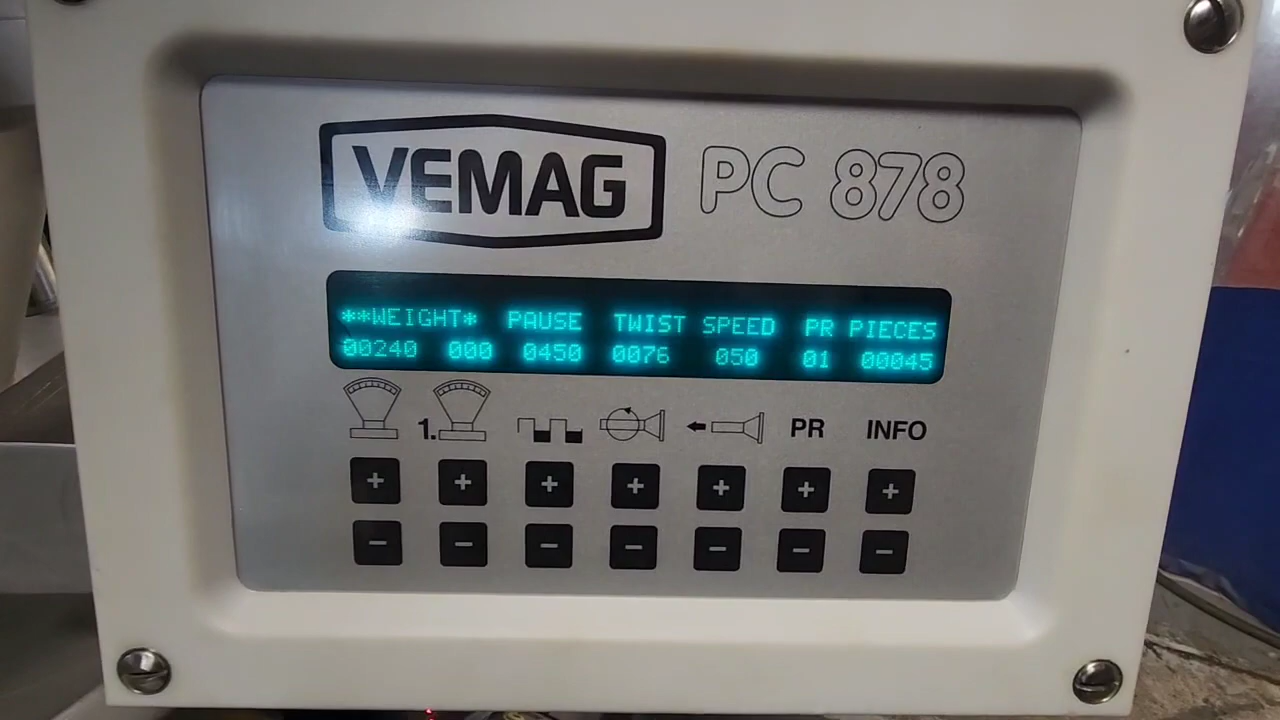 VEMAG PC 878
**WEIGHT* PAUSE TWIST SPEED PR PIECES
00240 000 0450 0076 050 01 00045
1. PR INFO
+ + + + + + +
- - - - - - -